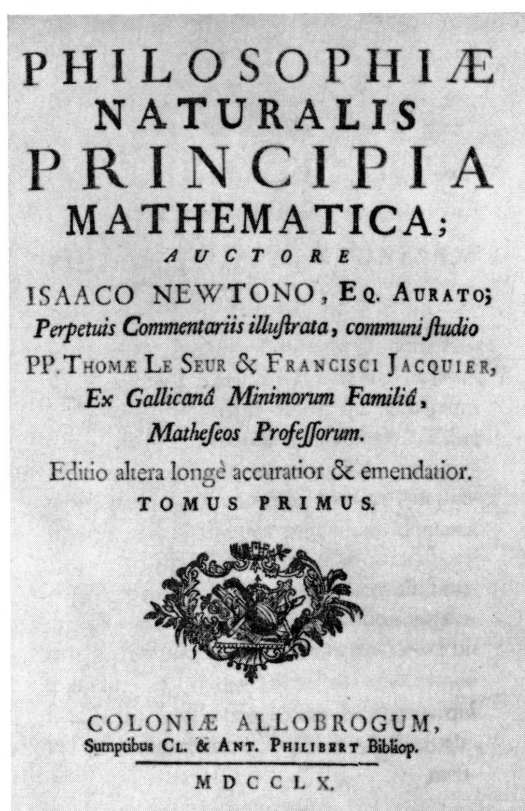 PHILOSOPHIÆ
NATURALIS
PRINCIPIA
MATHEMATICA;
AUCTORE
ISAACO NEWTONO, EQ. AURATO;
Perpetuis Commentariis illuſtrata, communi ſtudio
PP. THOMÆ LE SEUR & FRANCISCI JACQUIER,
Ex Gallicanâ Minimorum Familiâ,
Matheſeos Profeſſorum.
Editio altera longè accuratior & emendatior.
TOMUS PRIMUS.
COLONIÆ ALLOBROGUM,
Sumptibus CL. & ANT. PHILIBERT Bibliop.
MDCCLX.